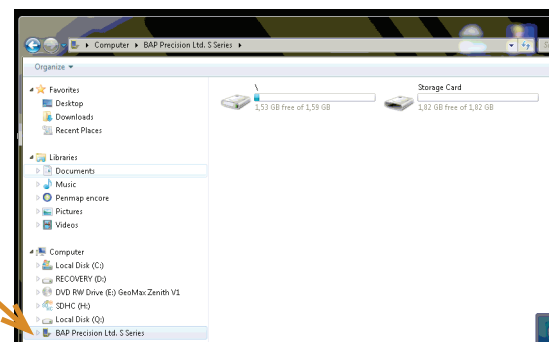 Computer ▸ BAP Precision Ltd. S Series ▸
Organize
Favorites
Desktop
Downloads
Recent Places
Libraries
Documents
Music
Penmap encore
Pictures
Videos
Computer
Local Disk (C:)
RECOVERY (D:)
DVD RW Drive (E:) GeoMax Zenith V1
SDHC (H:)
Local Disk (Q:)
BAP Precision Ltd. S Series
\
1,53 GB free of 1,59 GB
Storage Card
1,82 GB free of 1,82 GB